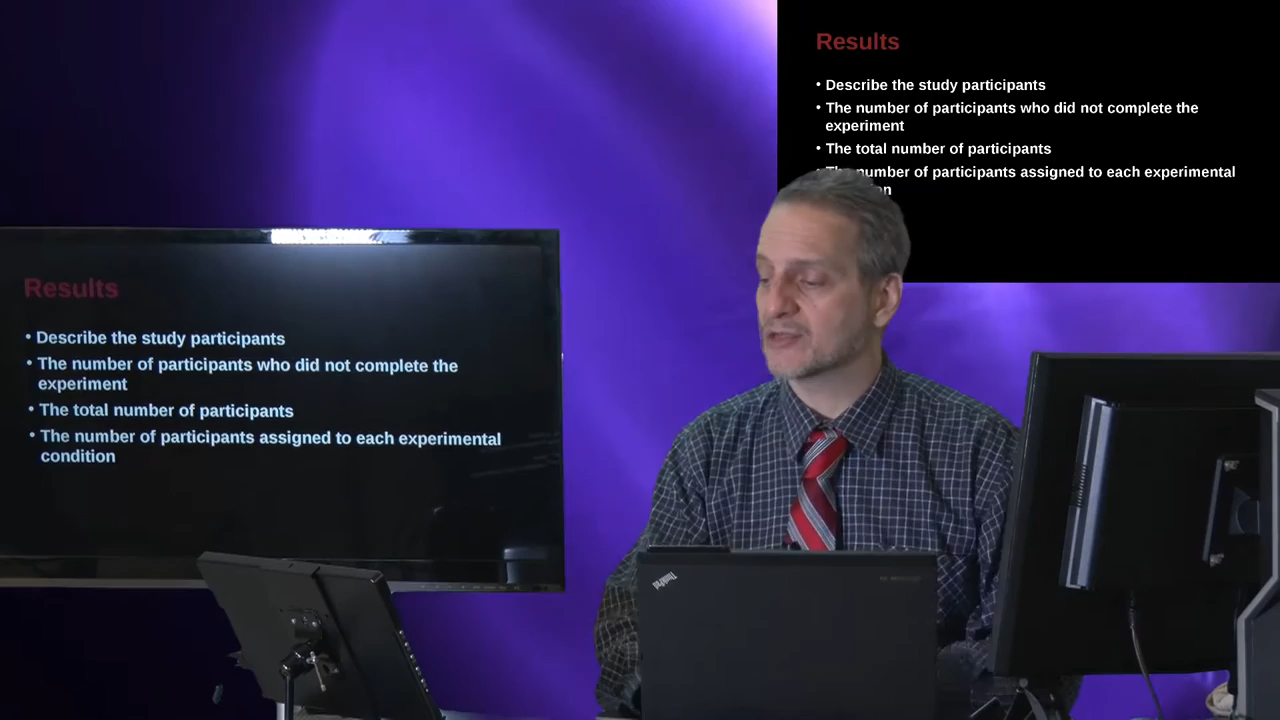 Results
• Describe the study participants
• The number of participants who did not complete the
experiment
• The total number of participants
• The number of participants assigned to each experimental
condition
Results
• Describe the study participants
• The number of participants who did not complete the
experiment
• The total number of participants
number of participants assigned to each experimental
ThinkPad